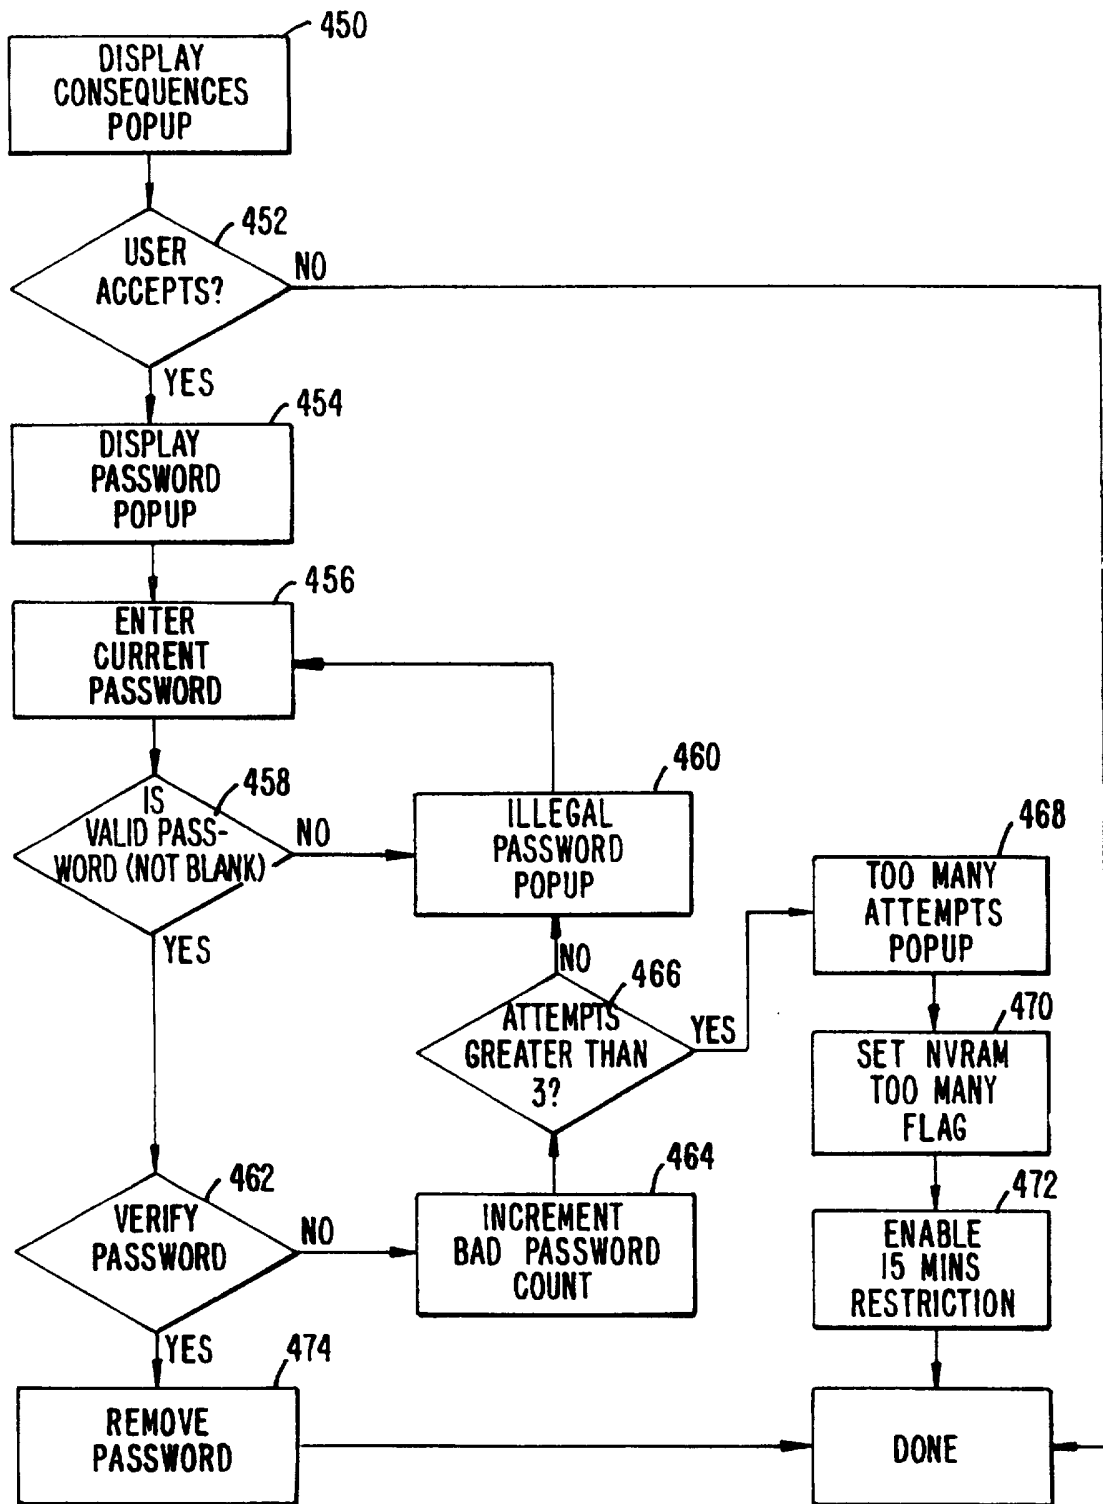 450
DISPLAY
CONSEQUENCES
POPUP
452
USER
ACCEPTS?
NO
YES
454
DISPLAY
PASSWORD
POPUP
456
ENTER
CURRENT
PASSWORD
458
IS
VALID PASS-
WORD (NOT BLANK)
NO
YES
460
ILLEGAL
PASSWORD
POPUP
NO
466
ATTEMPTS
GREATER THAN
3?
YES
468
TOO MANY
ATTEMPTS
POPUP
470
SET NVRAM
TOO MANY
FLAG
472
ENABLE
15 MINS
RESTRICTION
462
VERIFY
PASSWORD
NO
YES
464
INCREMENT
BAD PASSWORD
COUNT
474
REMOVE
PASSWORD
DONE